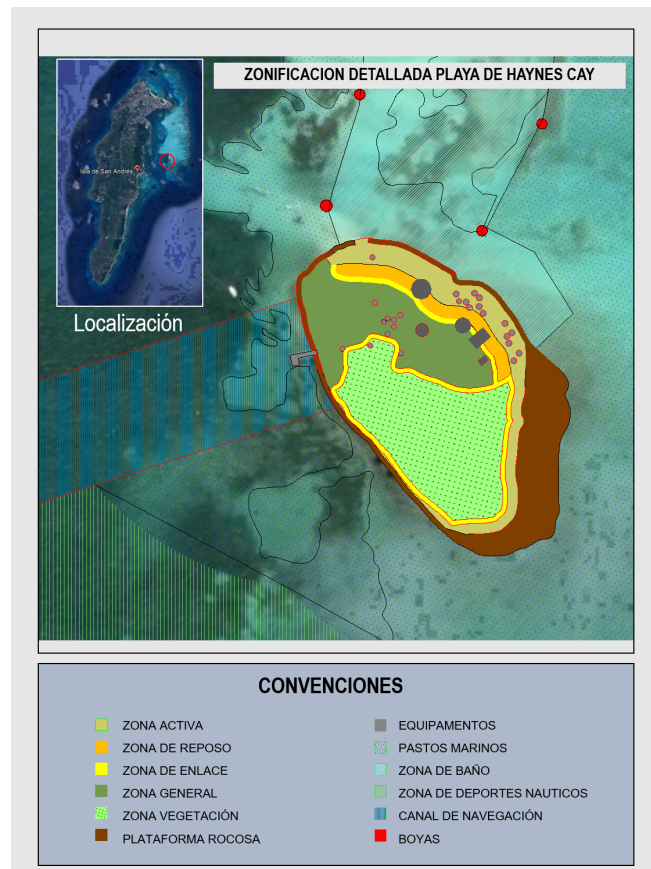 ZONIFICACION DETALLADA PLAYA DE HAYNES CAY
Isla de San Andres
Localización
CONVENCIONES
ZONA ACTIVA
ZONA DE REPOSO
ZONA DE ENLACE
ZONA GENERAL
ZONA VEGETACIÓN
PLATAFORMA ROCOSA
EQUIPAMENTOS
PASTOS MARINOS
ZONA DE BAÑO
ZONA DE DEPORTES NAUTICOS
CANAL DE NAVEGACIÓN
BOYAS